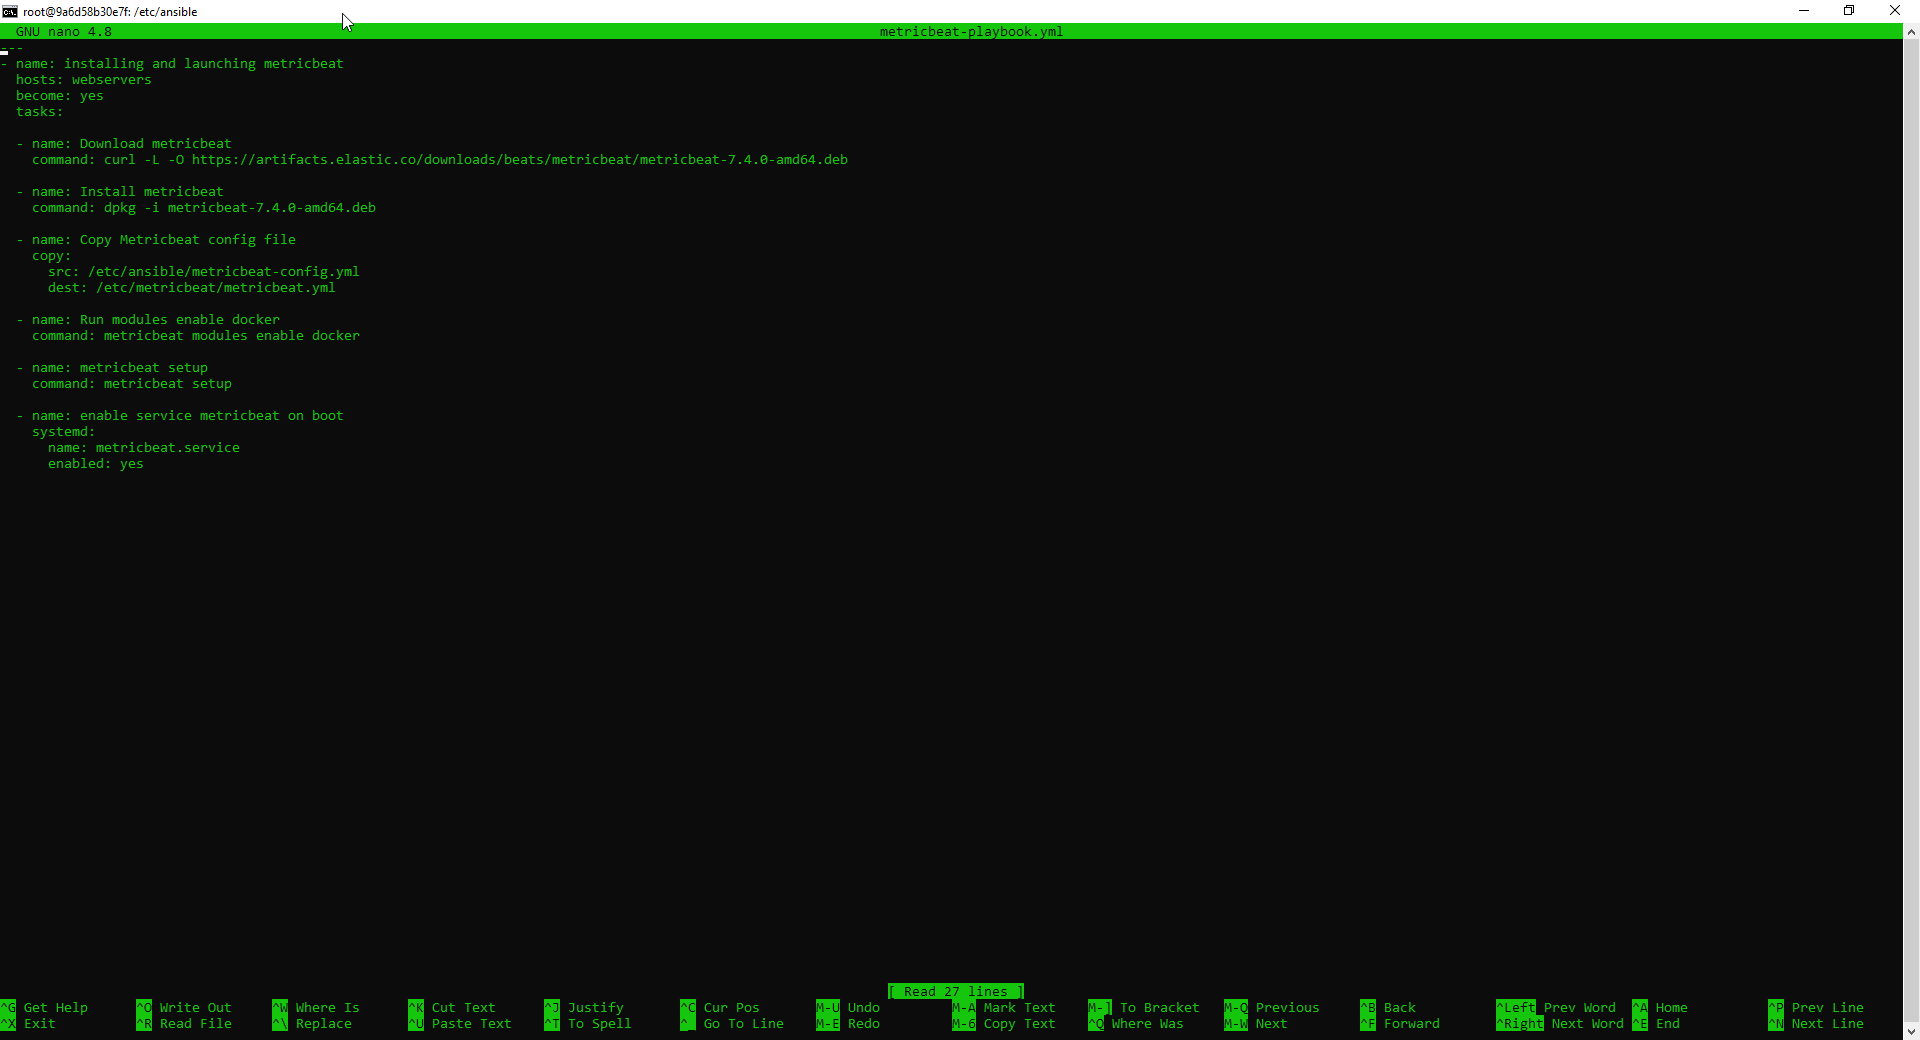 root@9a6d58b30e7f: /etc/ansible
GNU nano 4.8 metricbeat-playbook.yml
---
- name: installing and launching metricbeat
  hosts: webservers
  become: yes
  tasks:

  - name: Download metricbeat
    command: curl -L -O https://artifacts.elastic.co/downloads/beats/metricbeat/metricbeat-7.4.0-amd64.deb

  - name: Install metricbeat
    command: dpkg -i metricbeat-7.4.0-amd64.deb

  - name: Copy Metricbeat config file
    copy:
      src: /etc/ansible/metricbeat-config.yml
      dest: /etc/metricbeat/metricbeat.yml

  - name: Run modules enable docker
    command: metricbeat modules enable docker

  - name: metricbeat setup
    command: metricbeat setup

  - name: enable service metricbeat on boot
    systemd:
      name: metricbeat.service
      enabled: yes

[ Read 27 lines ]
^G Get Help ^O Write Out ^W Where Is ^K Cut Text ^J Justify ^C Cur Pos M-U Undo M-A Mark Text M-] To Bracket M-Q Previous ^B Back ^Left Prev Word ^A Home ^P Prev Line
^X Exit ^R Read File ^\ Replace ^U Paste Text ^T To Spell ^_ Go To Line M-E Redo M-6 Copy Text ^Q Where Was M-W Next ^F Forward ^Right Next Word ^E End ^N Next Line